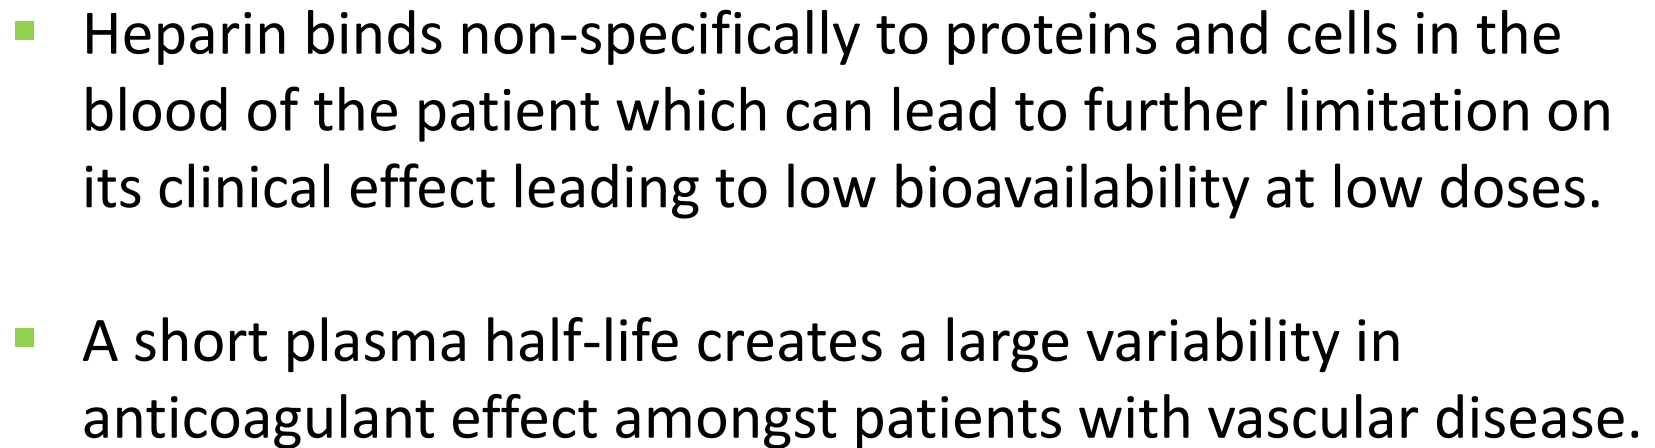 Heparin binds non-specifically to proteins and cells in the
blood of the patient which can lead to further limitation on
its clinical effect leading to low bioavailability at low doses.
A short plasma half-life creates a large variability in
anticoagulant effect amongst patients with vascular disease.